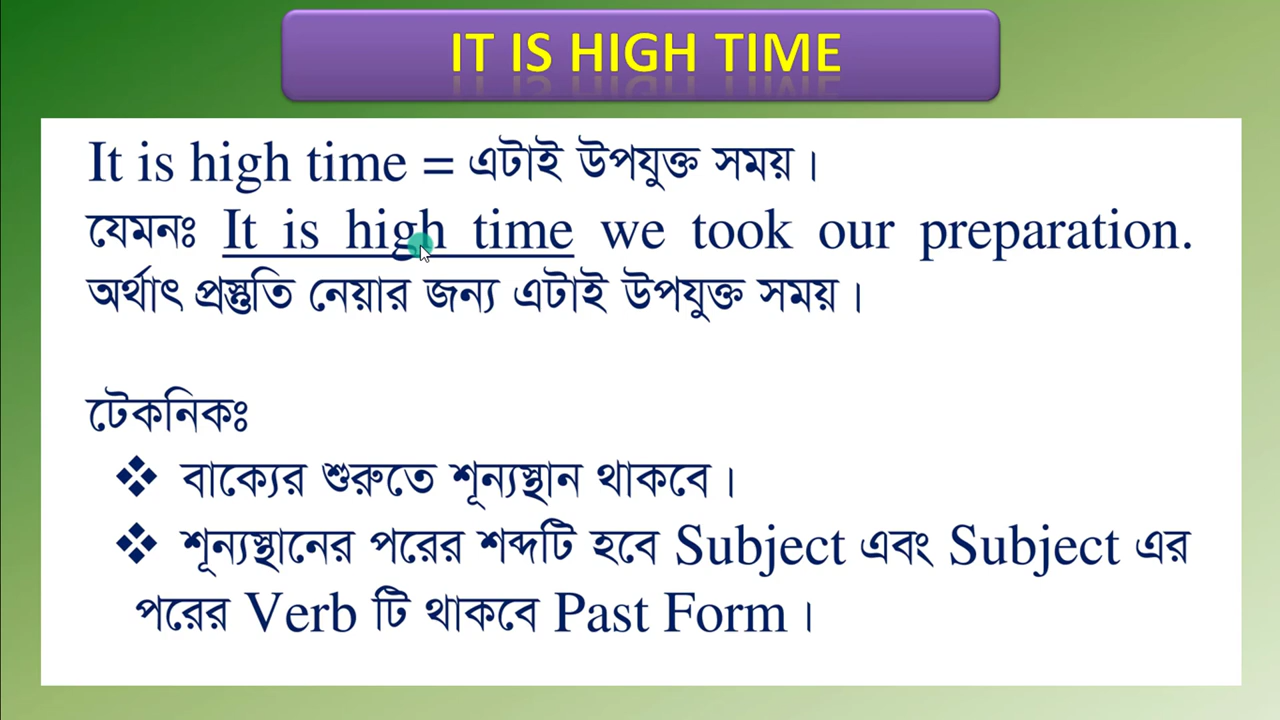 IT IS HIGH TIME
It is high time = এটাই উপযুক্ত সময়।
যেমনঃ It is high time we took our preparation.
অর্থাৎ প্রস্তুতি নেয়ার জন্য এটাই উপযুক্ত সময়।
টেকনিকঃ
❖ বাক্যের শুরুতে শূন্যস্থান থাকবে।
❖ শূন্যস্থানের পরের শব্দটি হবে Subject এবং Subject এর
পরের Verb টি থাকবে Past Form।